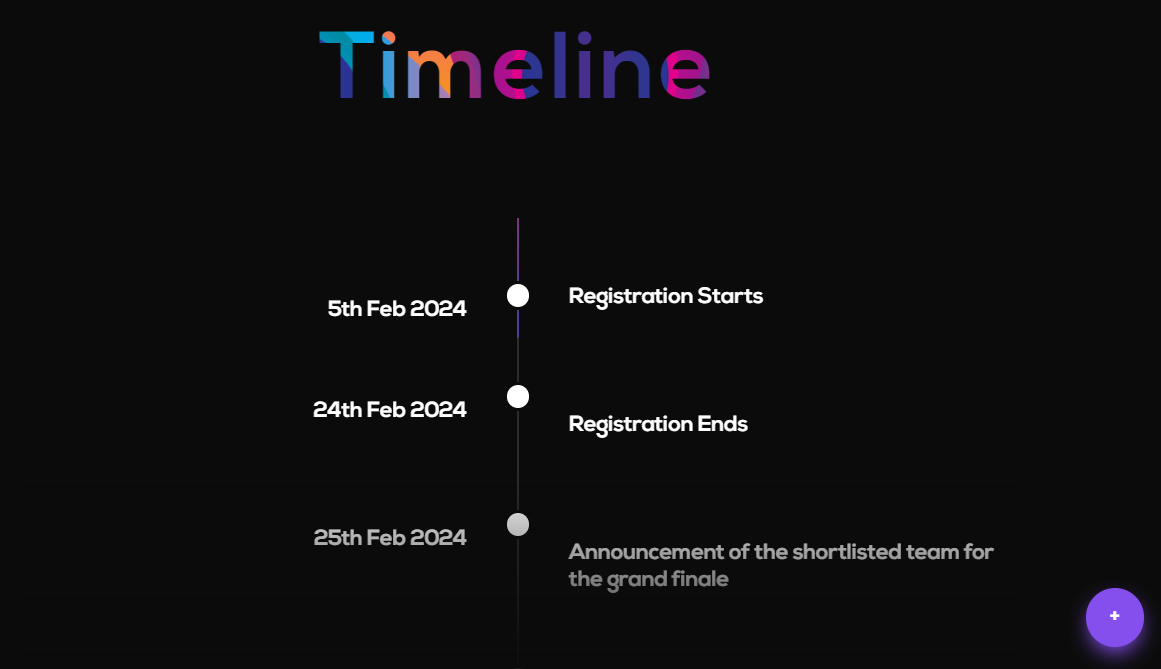 Timeline
5th Feb 2024
Registration Starts
24th Feb 2024
Registration Ends
25th Feb 2024
Announcement of the shortlisted team for
the grand finale
+